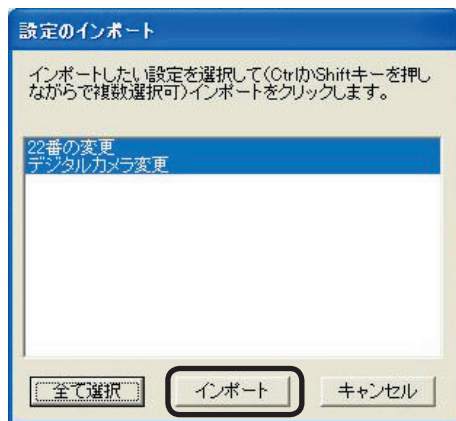 設定のインポート
インポートしたい設定を選択して(CtrlかShiftキーを押し
ながらで複数選択可)インポートをクリックします。
22番の変更
デジタルカメラ変更
全て選択
インポート
キャンセル